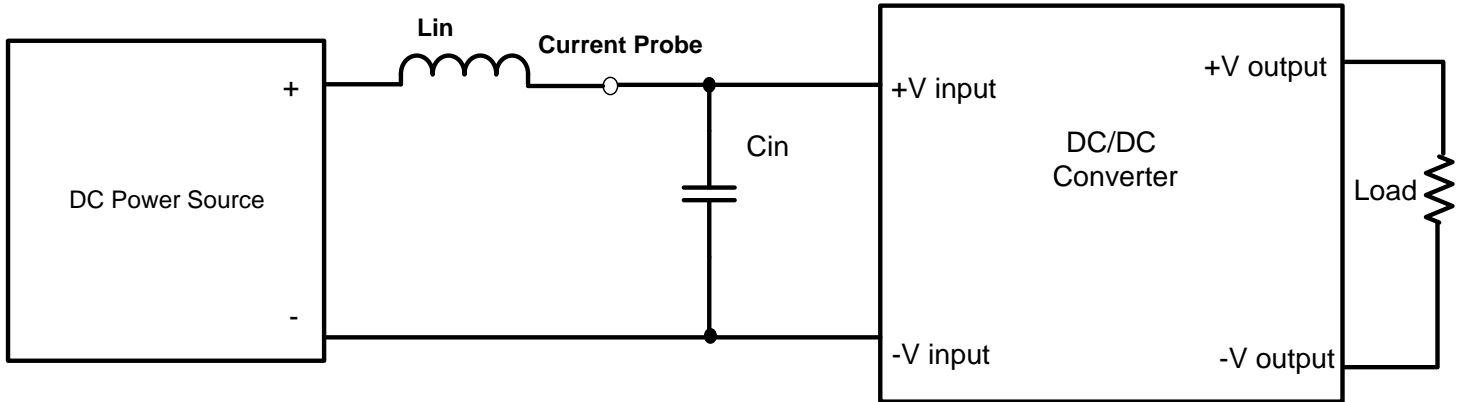 Lin
Current Probe
+
+V input
+V output
Cin
DC/DC
Converter
DC Power Source
Load
-
-V input
-V output